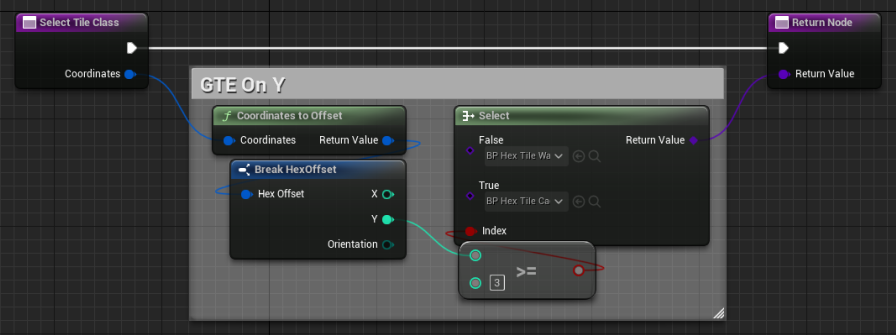 Select Tile Class
Return Node
Coordinates
Return Value
GTE On Y
f Coordinates to Offset
Coordinates Return Value
Break HexOffset
Hex Offset X
Y
Orientation
Select
False
BP Hex Tile Wa
Return Value
True
BP Hex Tile Ca
Index
>=
3